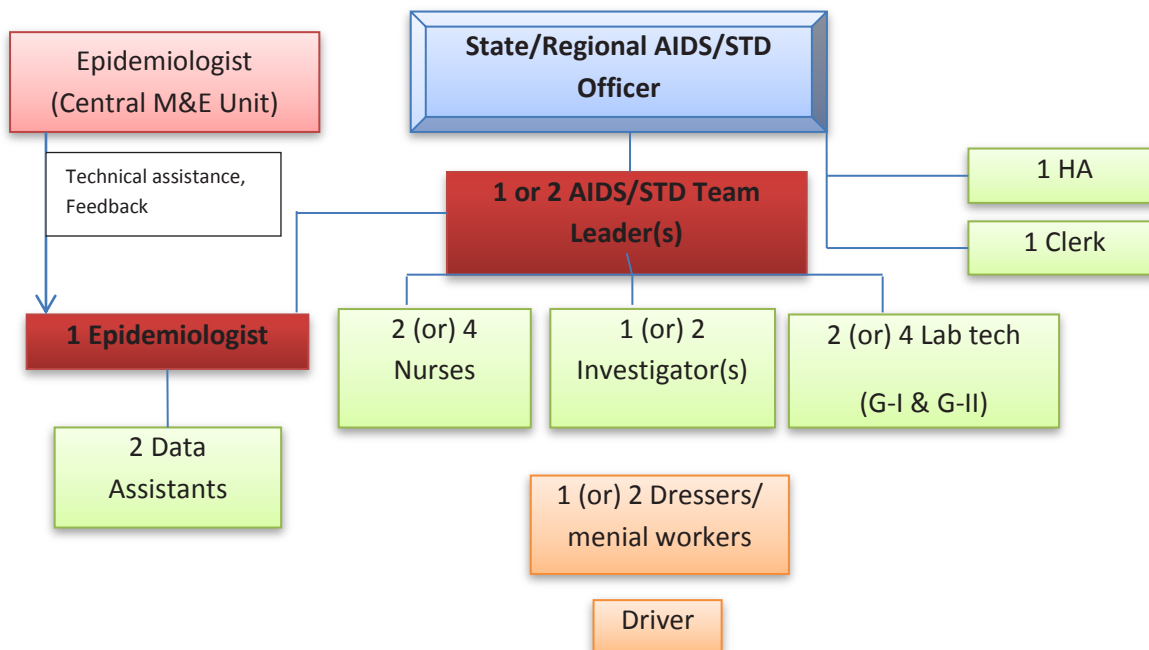 Epidemiologist
(Central M&E Unit)
State/Regional AIDS/STD
Officer
Technical assistance,
Feedback
1 HA
1 or 2 AIDS/STD Team
Leader(s)
1 Clerk
1 Epidemiologist
2 (or) 4
Nurses
1 (or) 2
Investigator(s)
2 (or) 4 Lab tech
(G-I & G-II)
2 Data
Assistants
1 (or) 2 Dressers/
menial workers
Driver